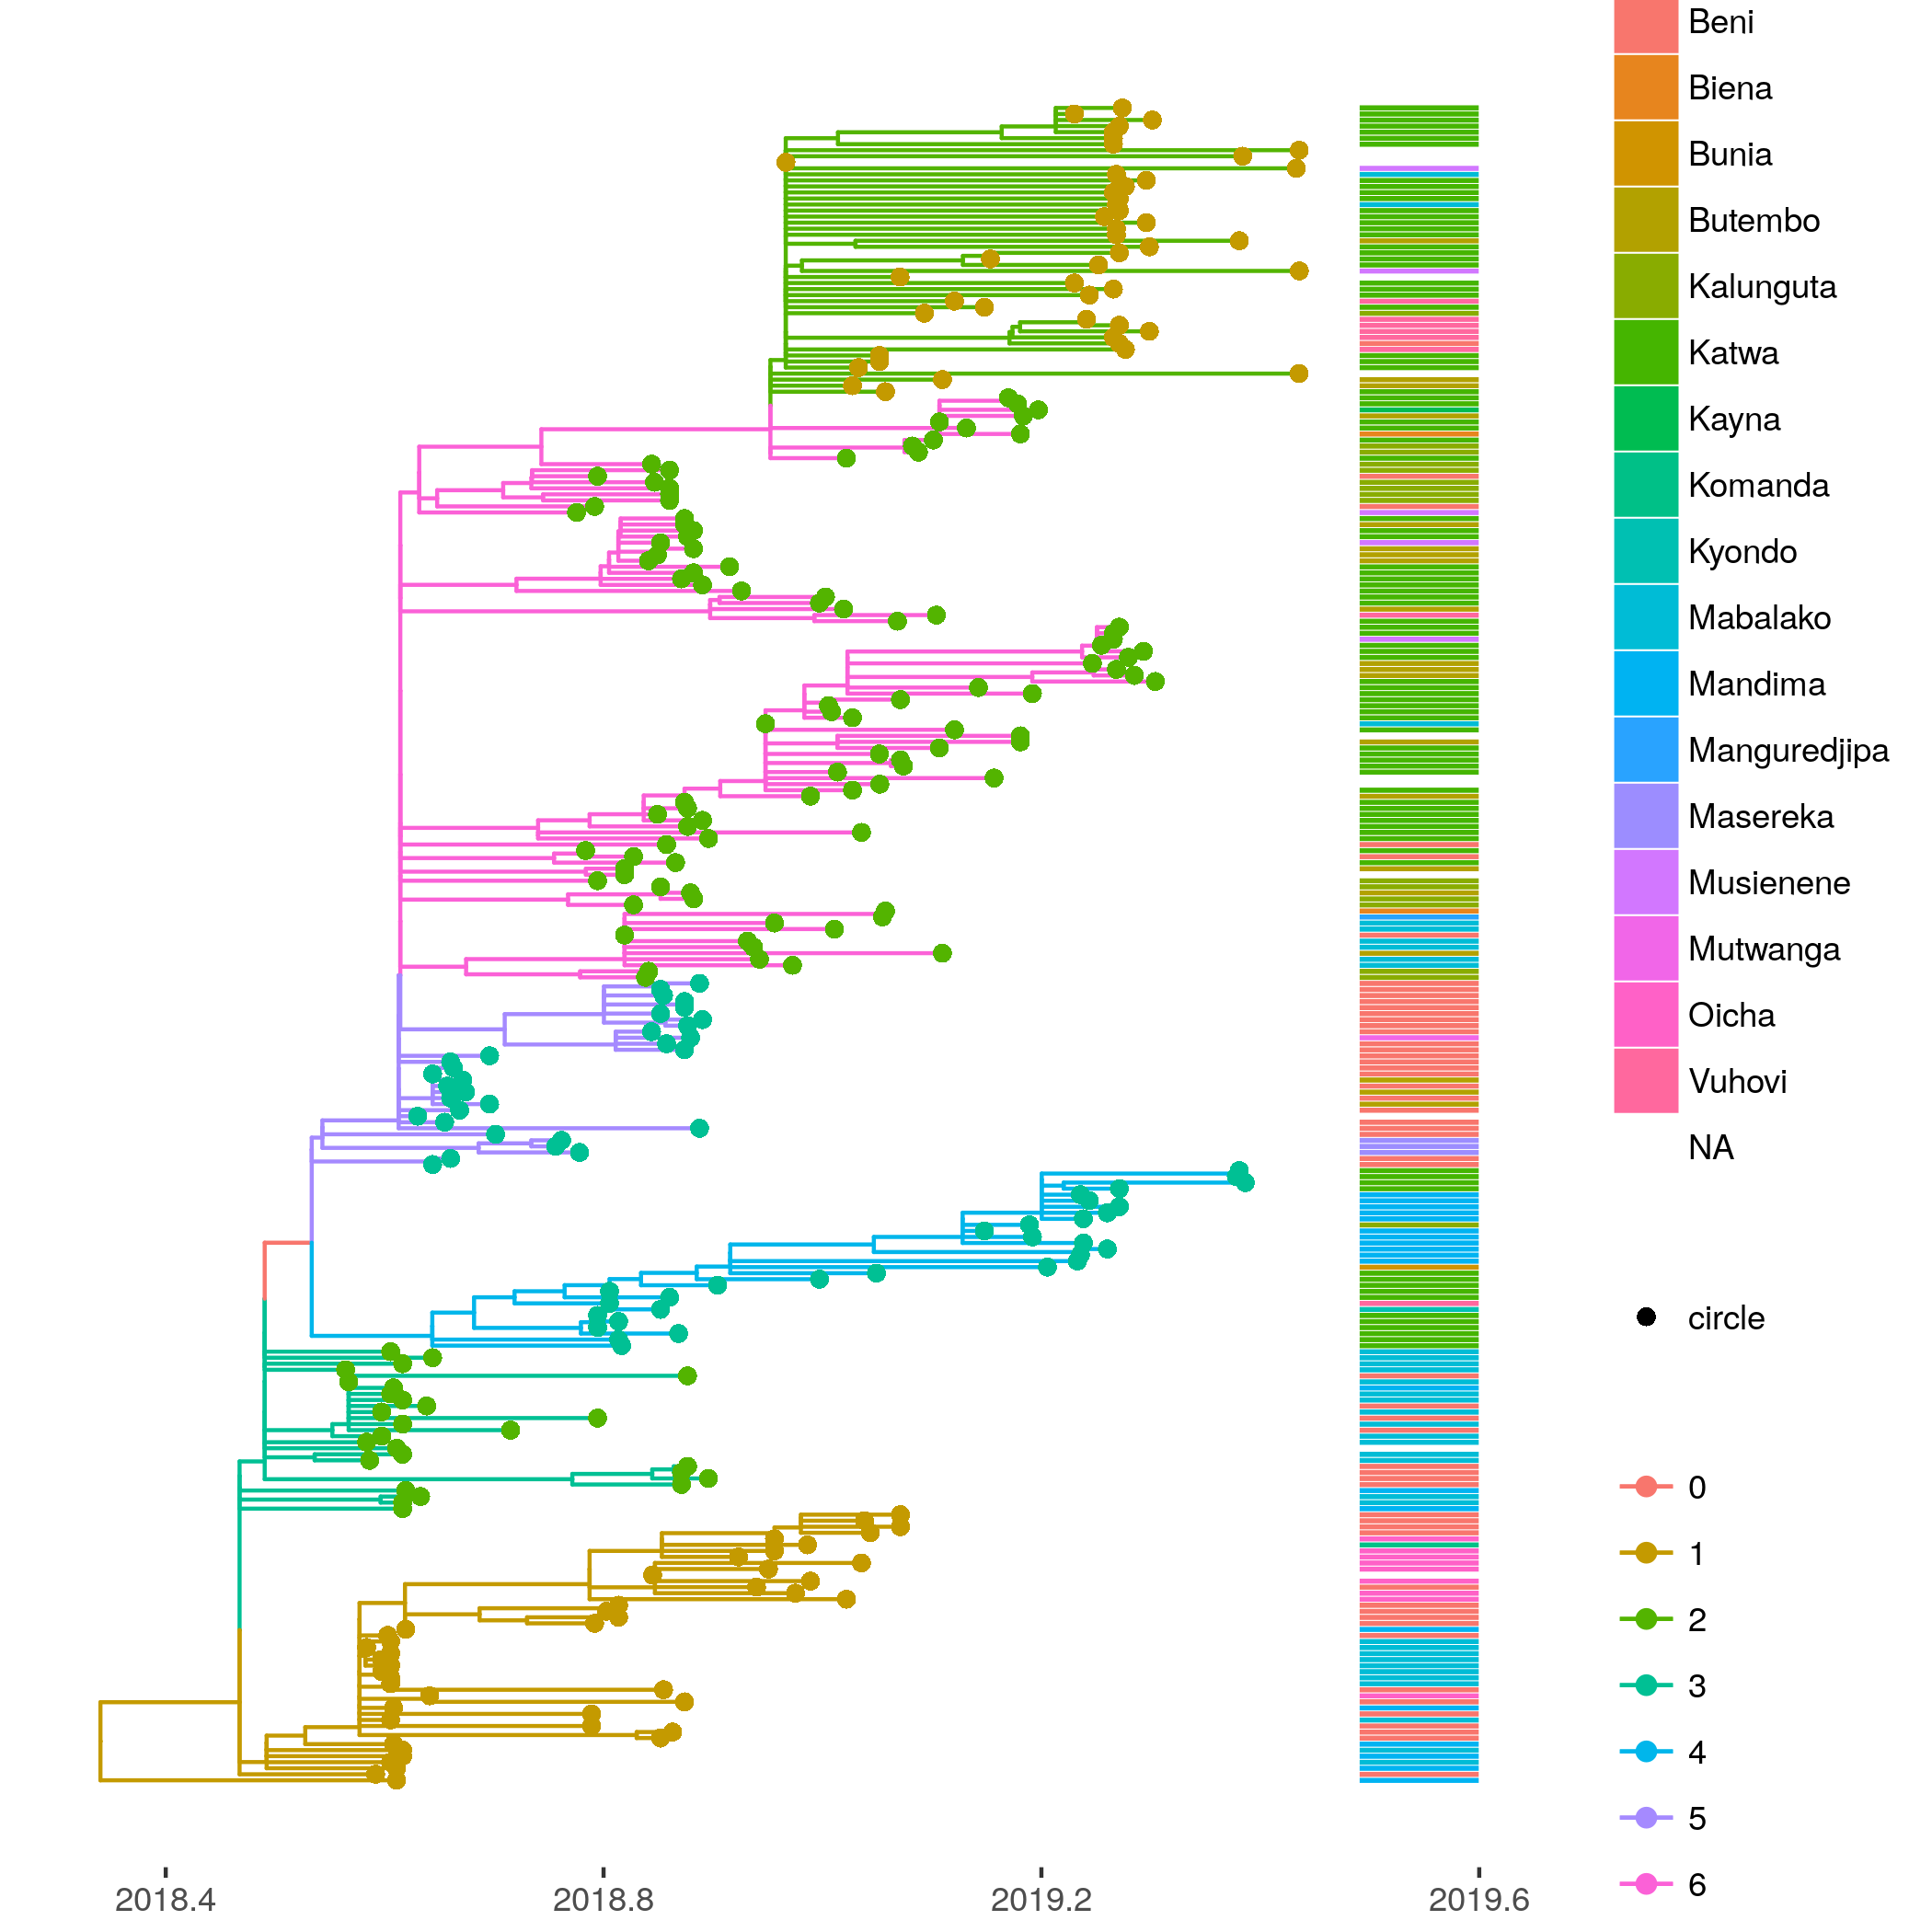 Beni
Biena
Bunia
Butembo
Kalunguta
Katwa
Kayna
Komanda
Kyondo
Mabalako
Mandima
Manguredjipa
Masereka
Musienene
Mutwanga
Oicha
Vuhovi
NA
circle
0
1
2
3
4
5
6
2018.4 2018.8 2019.2 2019.6